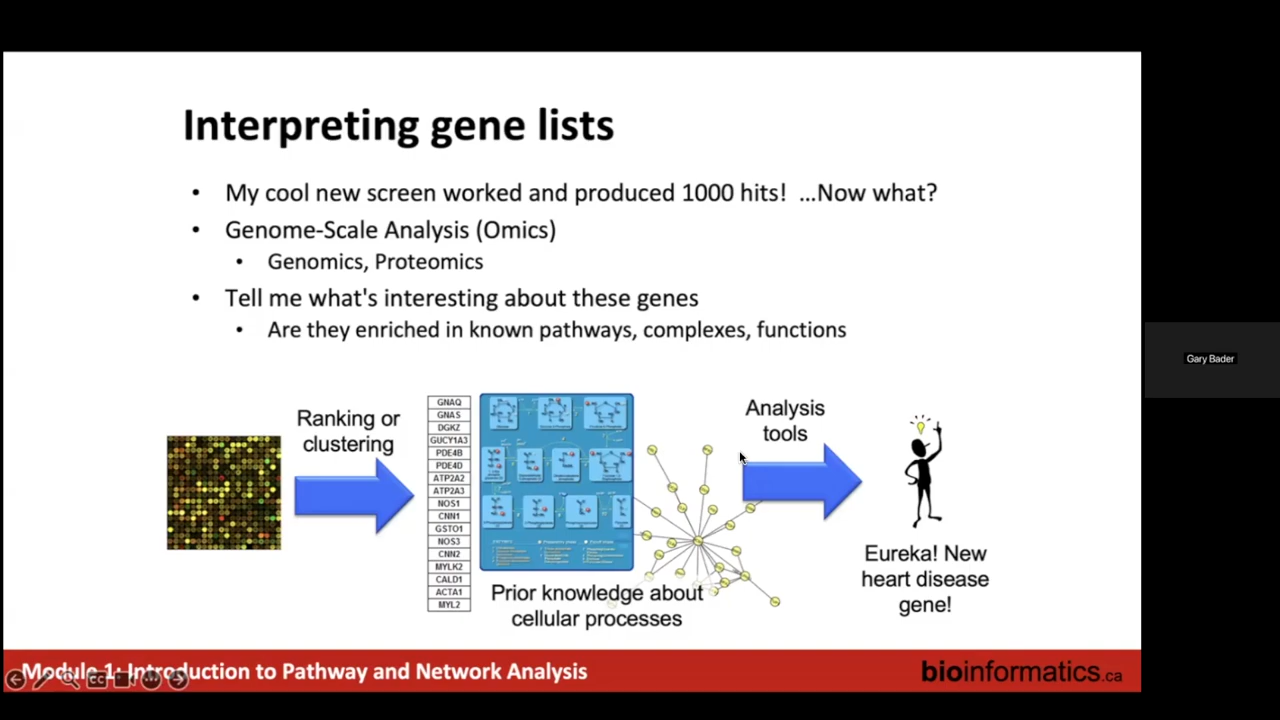 Interpreting gene lists
• My cool new screen worked and produced 1000 hits! ...Now what?
• Genome-Scale Analysis (Omics)
• Genomics, Proteomics
• Tell me what's interesting about these genes
• Are they enriched in known pathways, complexes, functions
Ranking or
clustering
GNAQ
GNAS
DGKZ
GUCY1A3
PDE4B
PDE4D
ATP2A2
ATP2A3
NOS1
CNN1
GSTO1
NOS3
CNN2
MYLK2
CALD1
ACTA1
MYL2
Prior knowledge about
cellular processes
Analysis
tools
Eureka! New
heart disease
gene!
Gary Bader
Module 1: Introduction to Pathway and Network Analysis
bioinformatics.ca
CC